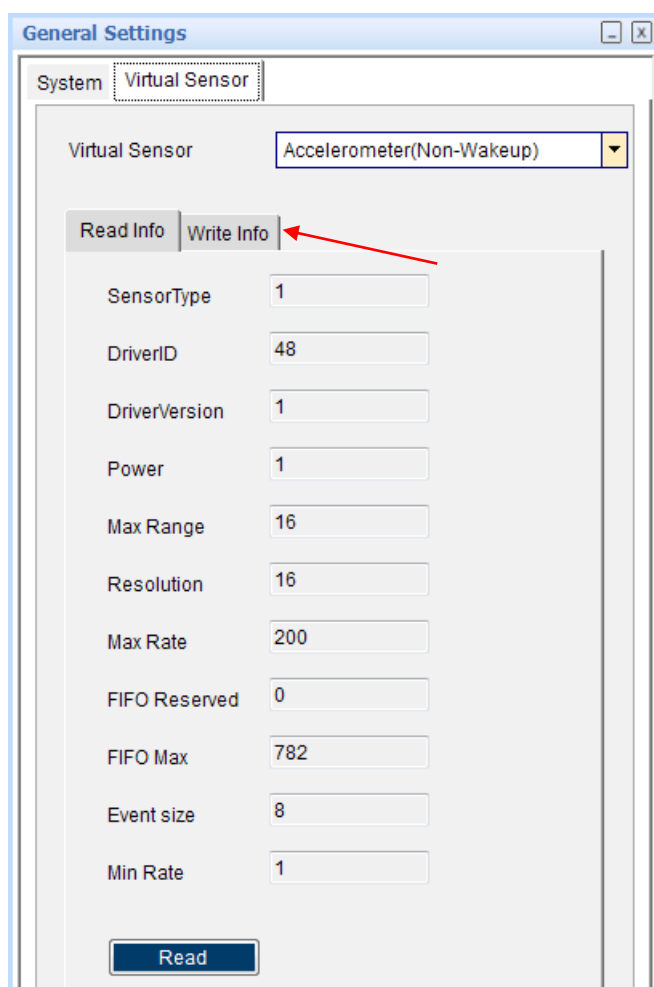 General Settings
System Virtual Sensor
Virtual Sensor Accelerometer(Non-Wakeup)
Read Info Write Info
SensorType 1
DriverID 48
DriverVersion 1
Power 1
Max Range 16
Resolution 16
Max Rate 200
FIFO Reserved 0
FIFO Max 782
Event size 8
Min Rate 1
Read